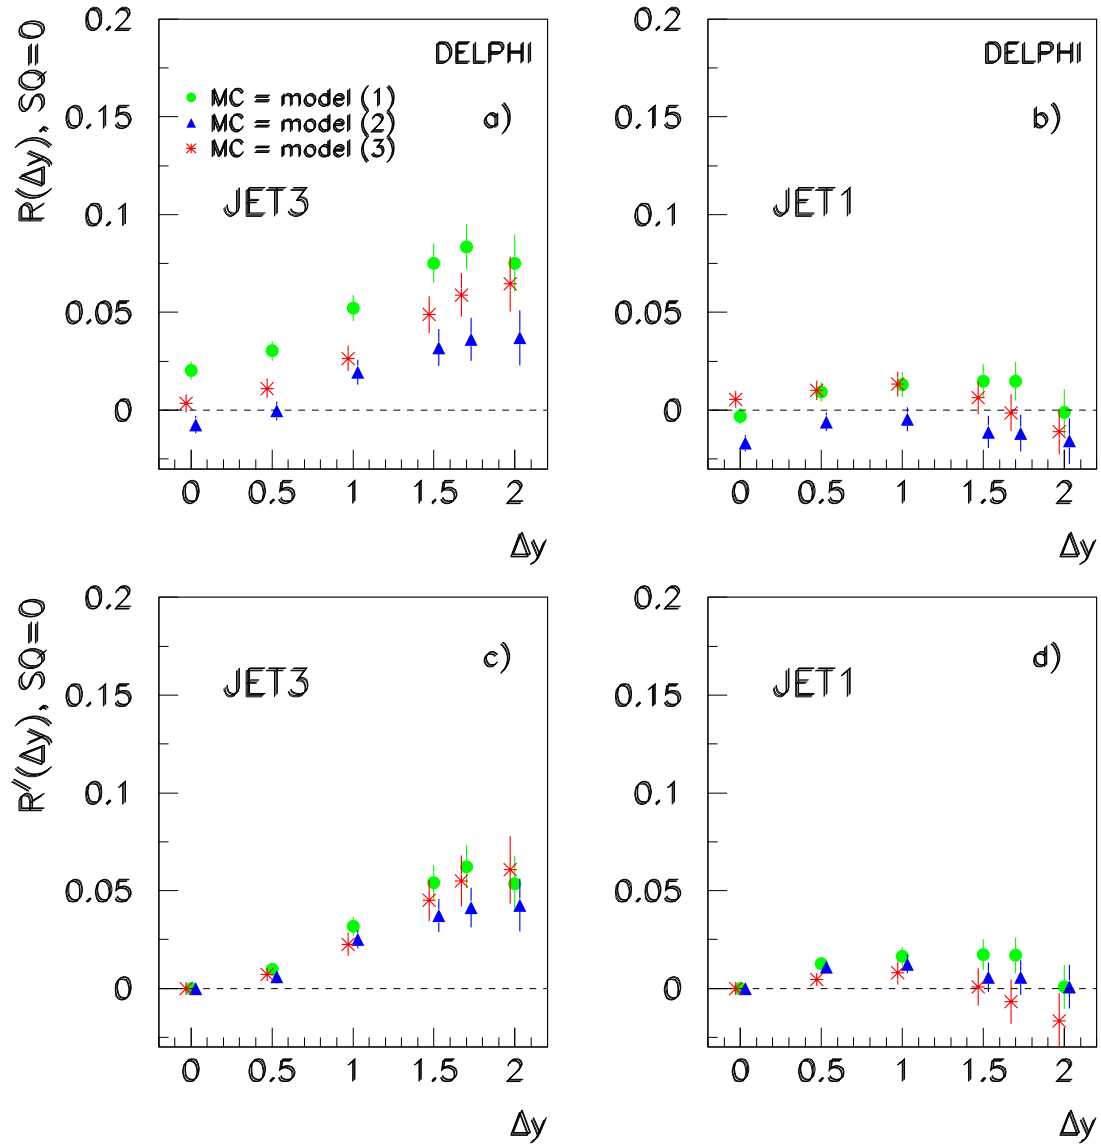 R(Δy), SQ=0
0.2
0.15
0.1
0.05
0
DELPHI
MC = model (1)
MC = model (2)
MC = model (3)
a)
JET3
0 0.5 1 1.5 2
Δy
0.2
0.15
0.1
0.05
0
DELPHI
b)
JET1
0 0.5 1 1.5 2
Δy
R′(Δy), SQ=0
0.2
0.15
0.1
0.05
0
c)
JET3
0 0.5 1 1.5 2
Δy
0.2
0.15
0.1
0.05
0
d)
JET1
0 0.5 1 1.5 2
Δy